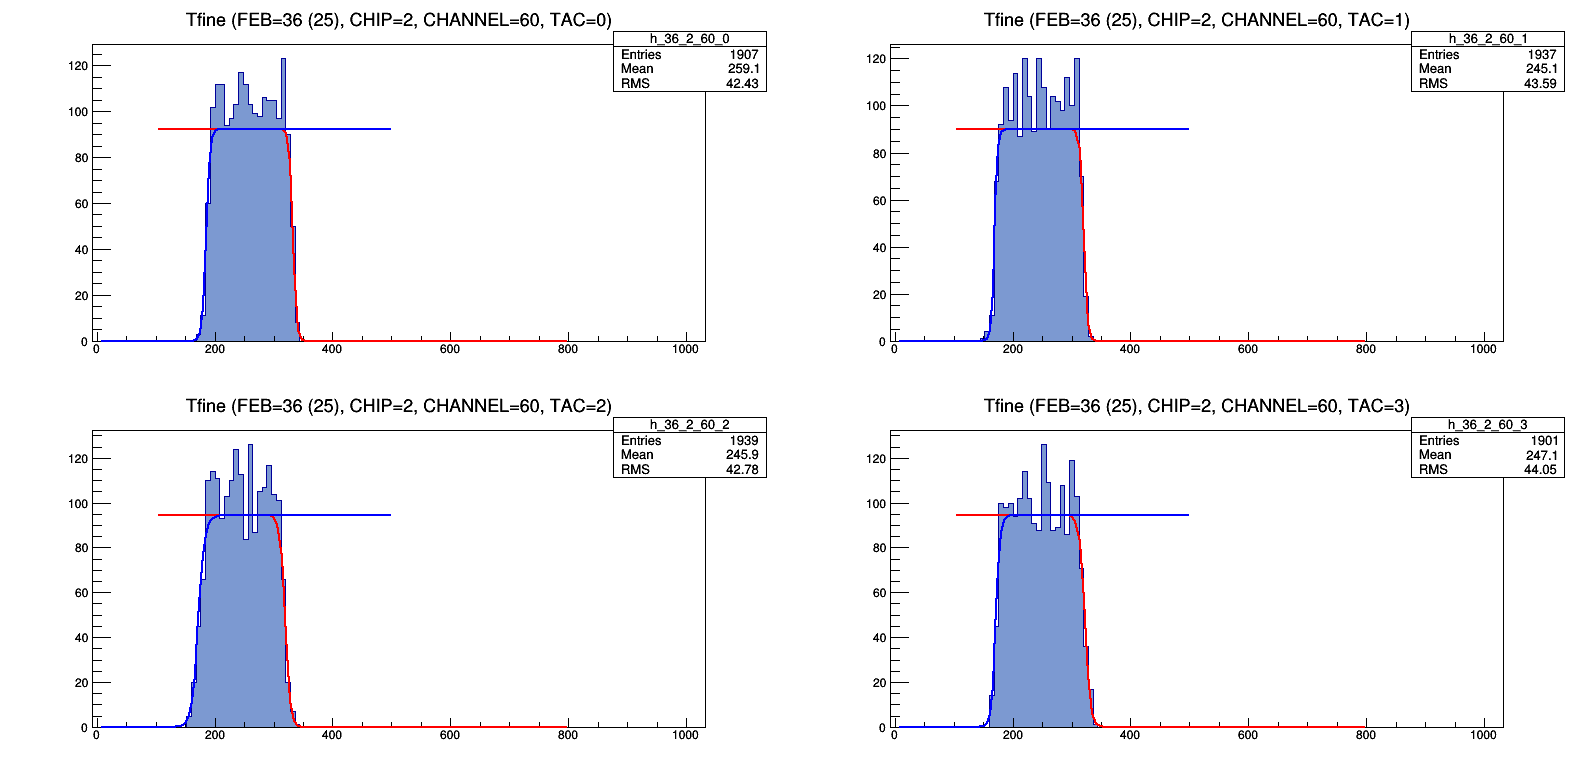 Tfine (FEB=36 (25), CHIP=2, CHANNEL=60, TAC=0)
h_36_2_60_0
Entries 1907
Mean 259.1
RMS 42.43
120
100
80
60
40
20
0
0 200 400 600 800 1000
Tfine (FEB=36 (25), CHIP=2, CHANNEL=60, TAC=1)
h_36_2_60_1
Entries 1937
Mean 245.1
RMS 43.59
120
100
80
60
40
20
0
0 200 400 600 800 1000
Tfine (FEB=36 (25), CHIP=2, CHANNEL=60, TAC=2)
h_36_2_60_2
Entries 1939
Mean 245.9
RMS 42.78
120
100
80
60
40
20
0
0 200 400 600 800 1000
Tfine (FEB=36 (25), CHIP=2, CHANNEL=60, TAC=3)
h_36_2_60_3
Entries 1901
Mean 247.1
RMS 44.05
120
100
80
60
40
20
0
0 200 400 600 800 1000